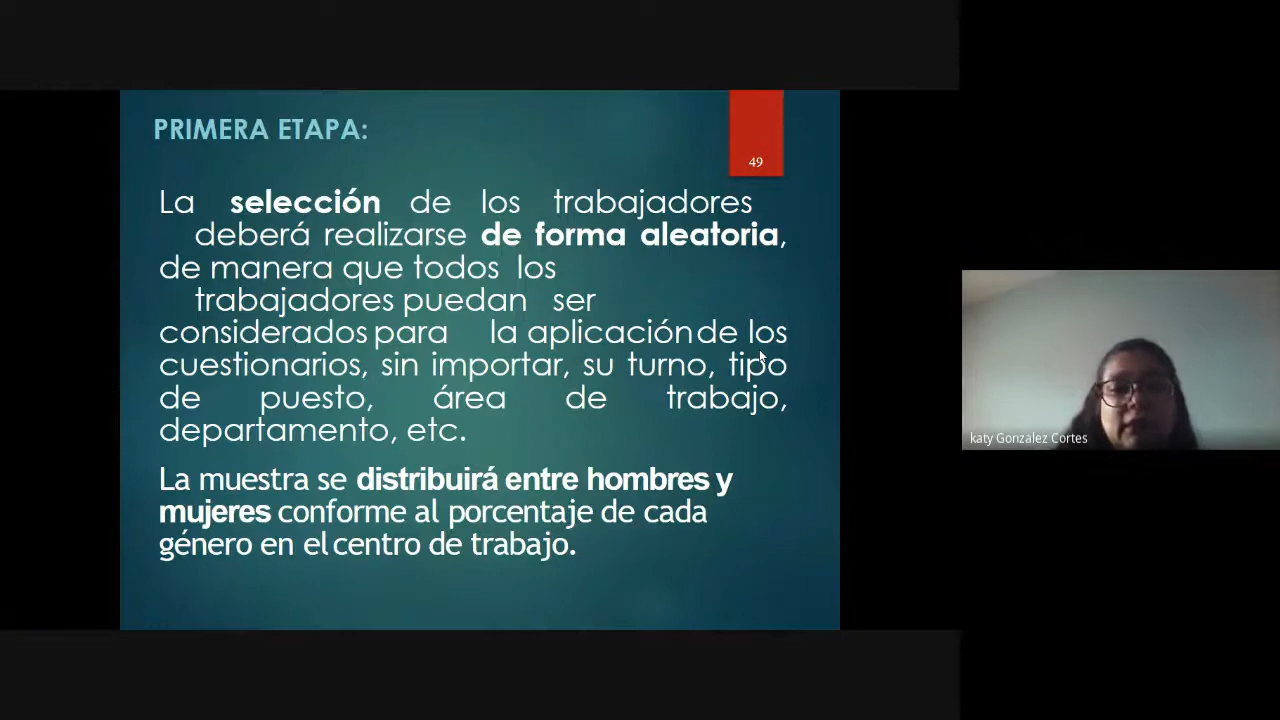 PRIMERA ETAPA:
49
La selección de los trabajadores
deberá realizarse de forma aleatoria,
de manera que todos los
trabajadores puedan ser
considerados para la aplicación de los
cuestionarios, sin importar, su turno, tipo
de puesto, área de trabajo,
departamento, etc.
La muestra se distribuirá entre hombres y
mujeres conforme al porcentaje de cada
género en el centro de trabajo.
katy Gonzalez Cortes